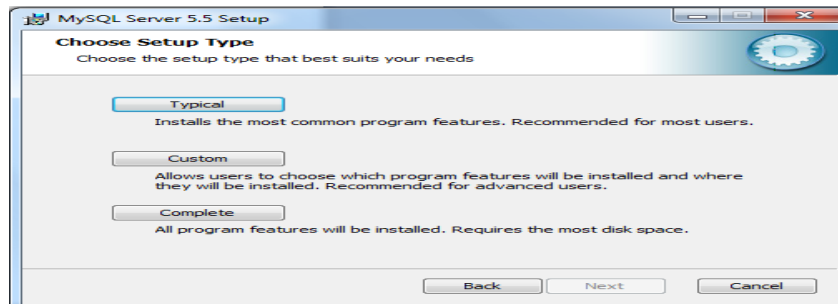 MySQL Server 5.5 Setup
Choose Setup Type
Choose the setup type that best suits your needs
Typical
Installs the most common program features. Recommended for most users.
Custom
Allows users to choose which program features will be installed and where
they will be installed. Recommended for advanced users.
Complete
All program features will be installed. Requires the most disk space.
Back Next Cancel